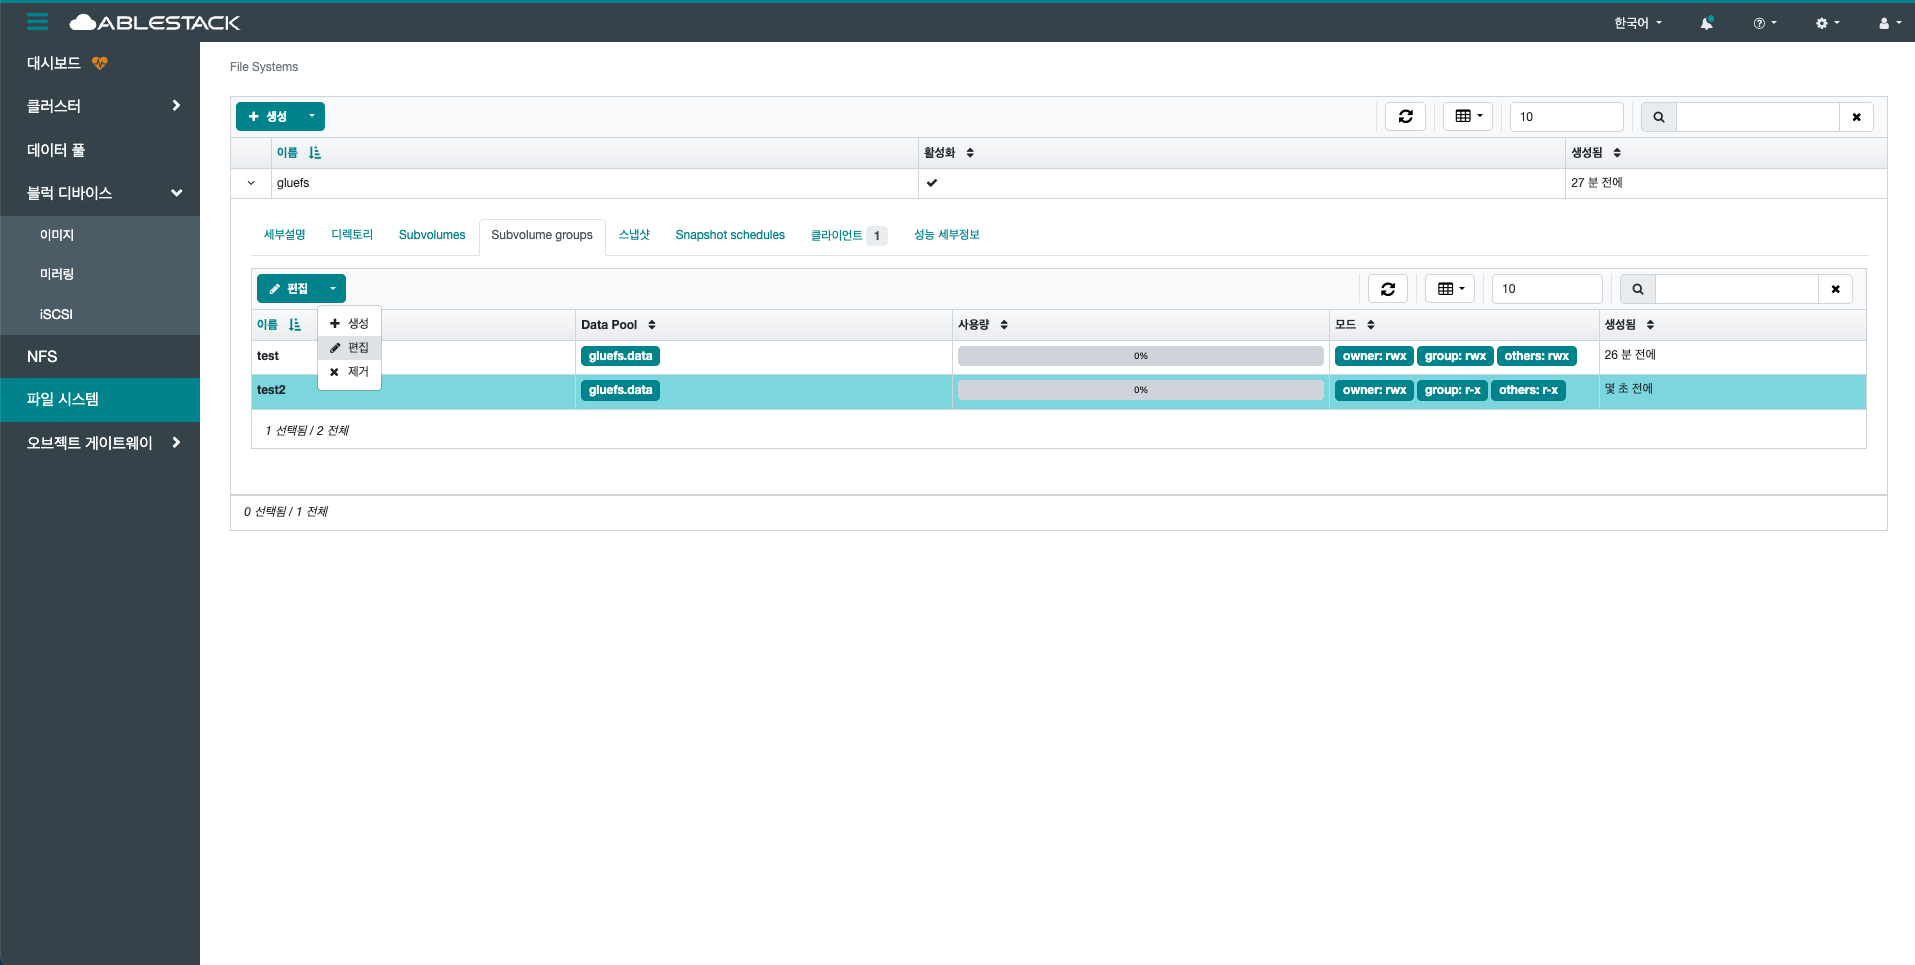 ABLESTACK
한국어
대시보드
클러스터
데이터 풀
블럭 디바이스
이미지
미러링
iSCSI
NFS
파일 시스템
오브젝트 게이트웨이
File Systems
생성
10
이름 활성화 생성됨
gluefs 27 분 전에
세부설명 디렉토리 Subvolumes Subvolume groups 스냅샷 Snapshot schedules 클라이언트 1 성능 세부정보
편집
10
생성
편집
제거
이름 Data Pool 사용량 모드 생성됨
test gluefs.data 0% owner: rwx group: rwx others: rwx 26 분 전에
test2 gluefs.data 0% owner: rwx group: r-x others: r-x 몇 초 전에
1 선택됨 / 2 전체
0 선택됨 / 1 전체